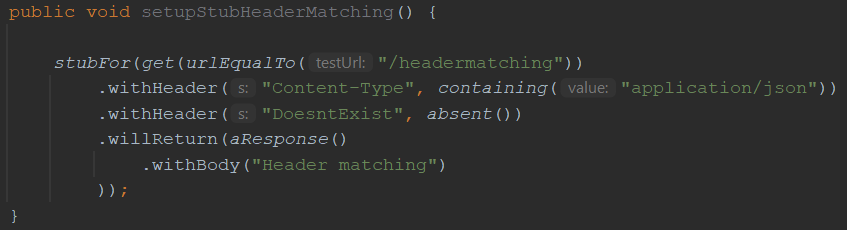 public void setupStubHeaderMatching() {
stubFor(get(urlEqualTo( testUrl: "/headermatching"))
.withHeader( s: "Content-Type", containing( value: "application/json"))
.withHeader( s: "DoesntExist", absent())
.willReturn(aResponse()
.withBody("Header matching")
));
}